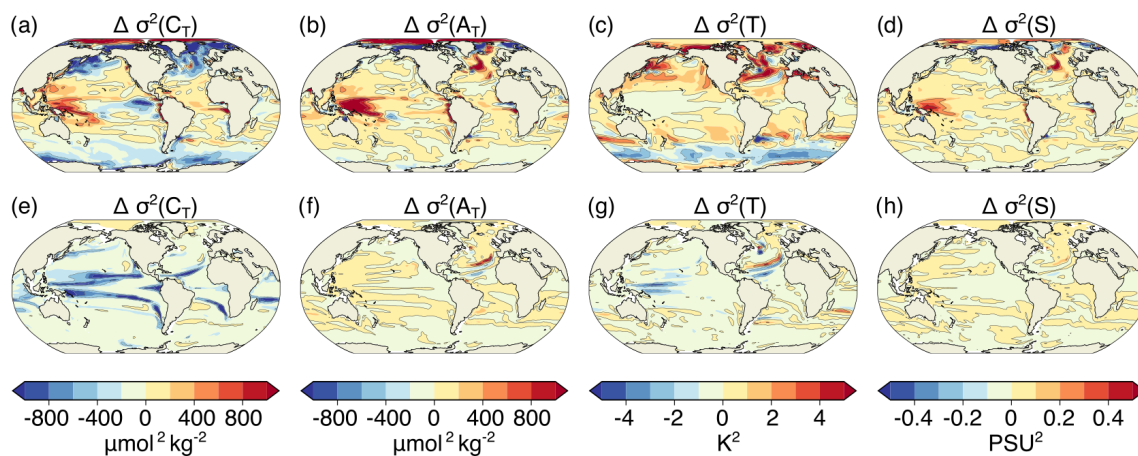 (a) Δ σ²(C_T) (b) Δ σ²(A_T) (c) Δ σ²(T) (d) Δ σ²(S)
(e) Δ σ²(C_T) (f) Δ σ²(A_T) (g) Δ σ²(T) (h) Δ σ²(S)
-800 -400 0 400 800 -800 -400 0 400 800 -4 -2 0 2 4 -0.4 -0.2 0 0.2 0.4
μmol² kg⁻² μmol² kg⁻² K² PSU²